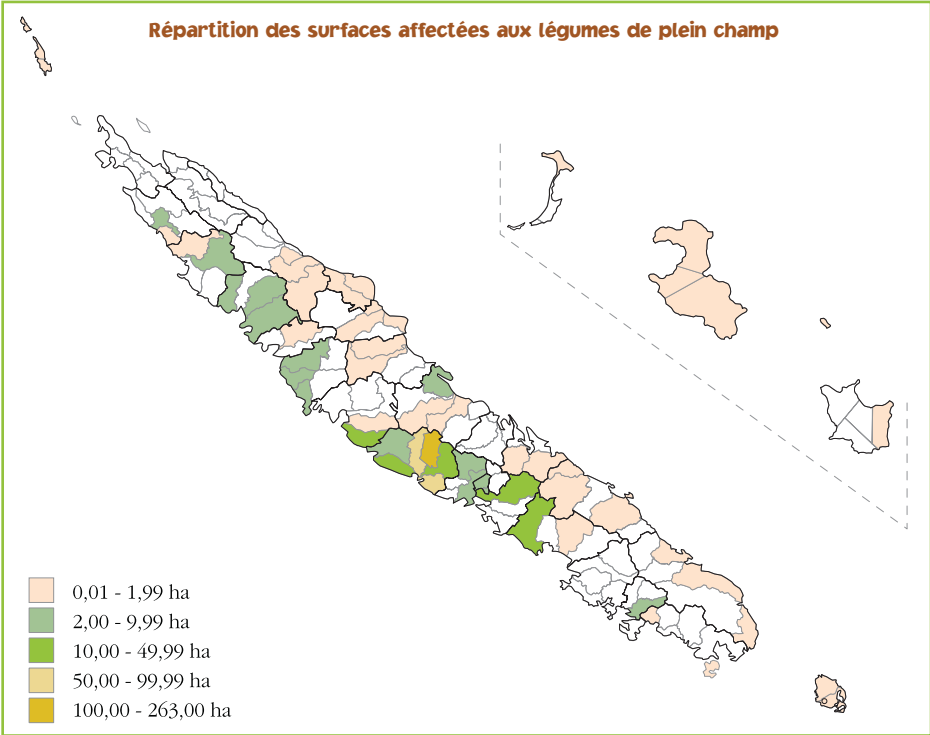 Répartition des surfaces affectées aux légumes de plein champ
0,01 - 1,99 ha
2,00 - 9,99 ha
10,00 - 49,99 ha
50,00 - 99,99 ha
100,00 - 263,00 ha